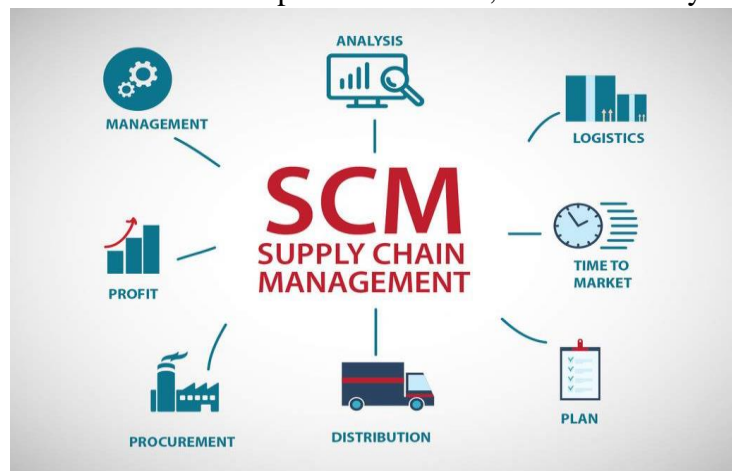 ANALYSIS
MANAGEMENT
LOGISTICS
SCM
SUPPLY CHAIN
MANAGEMENT
TIME TO
MARKET
PROFIT
PLAN
PROCUREMENT
DISTRIBUTION